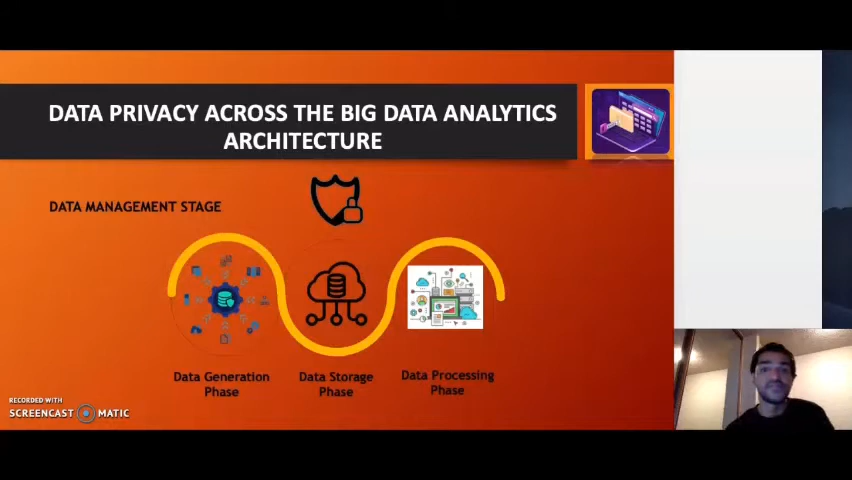 DATA PRIVACY ACROSS THE BIG DATA ANALYTICS
ARCHITECTURE
DATA MANAGEMENT STAGE
Data Generation
Phase
Data Storage
Phase
Data Processing
Phase
RECORDED WITH
SCREENCAST MATIC